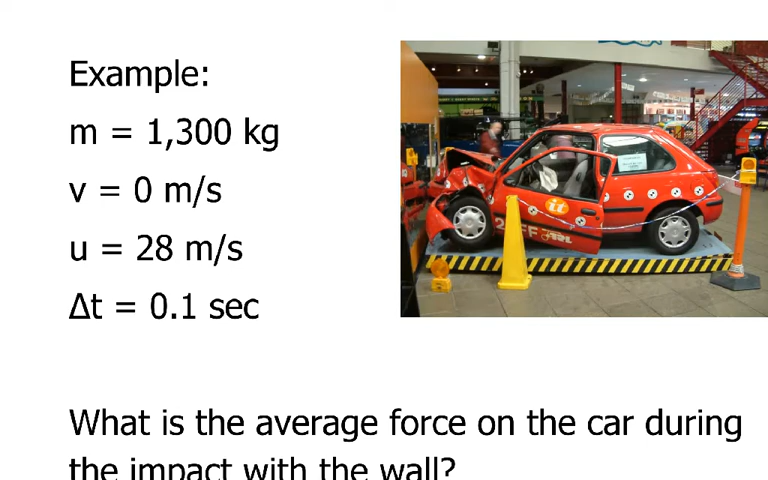 Example:
m = 1,300 kg
v = 0 m/s
u = 28 m/s
Δt = 0.1 sec
it
What is the average force on the car during
the impact with the wall?